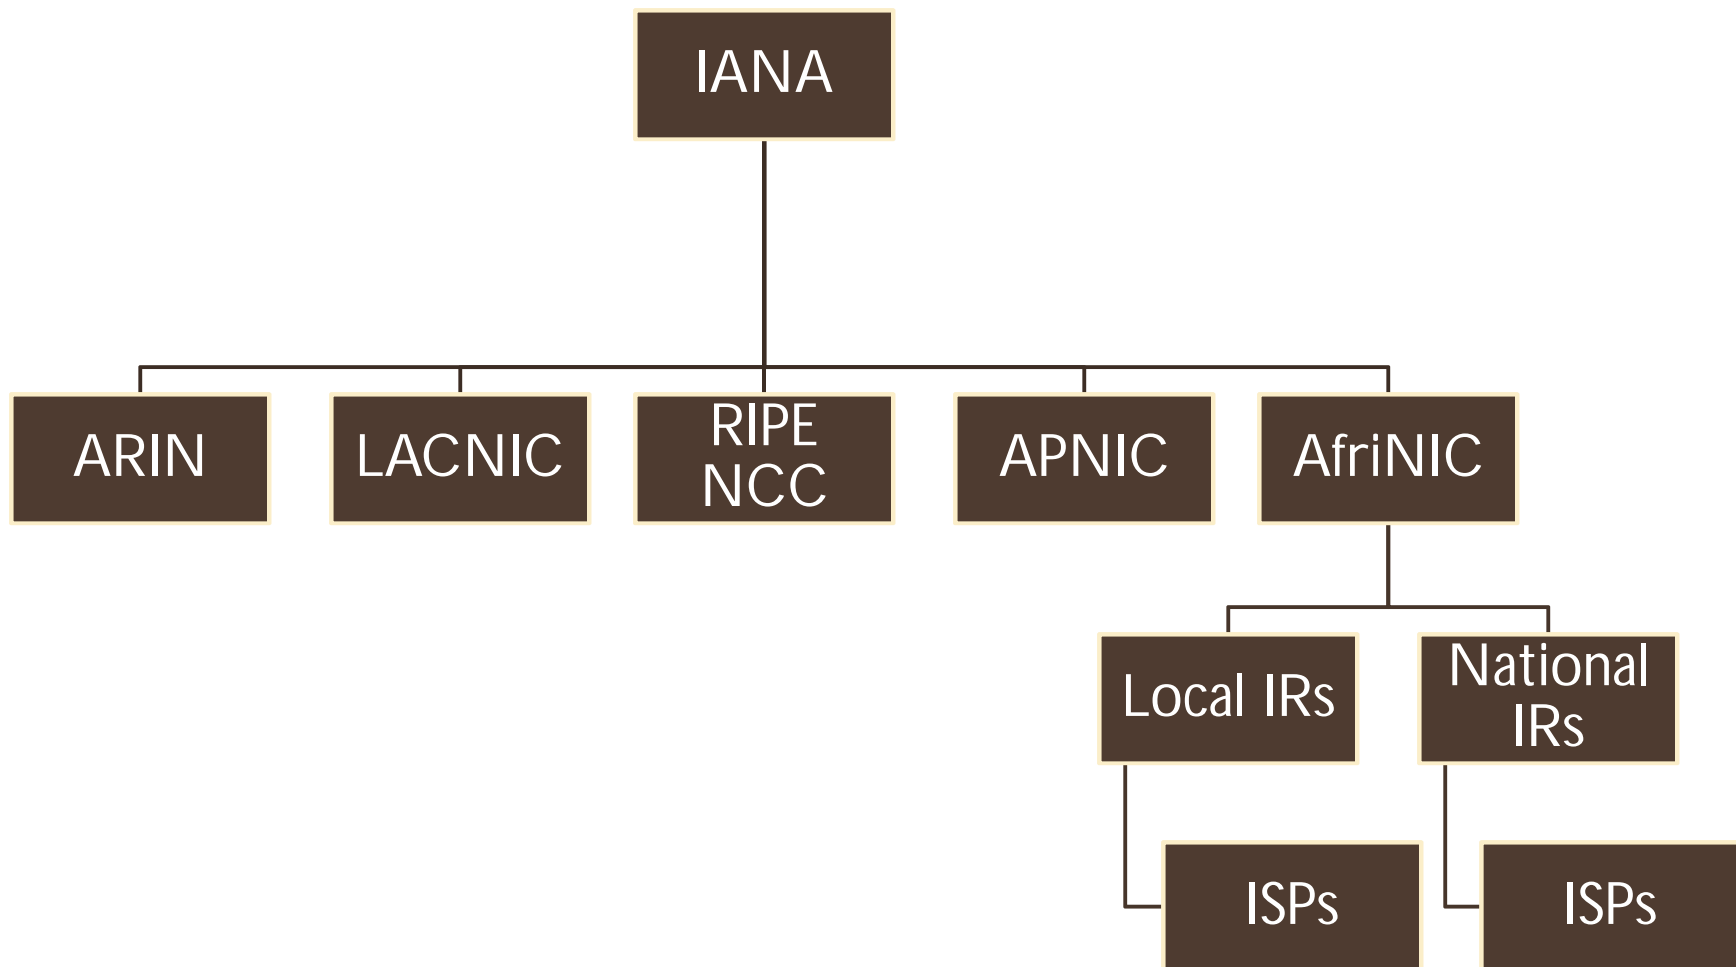 IANA
ARIN
LACNIC
RIPE
NCC
APNIC
AfriNIC
Local IRs
National
IRs
ISPs
ISPs